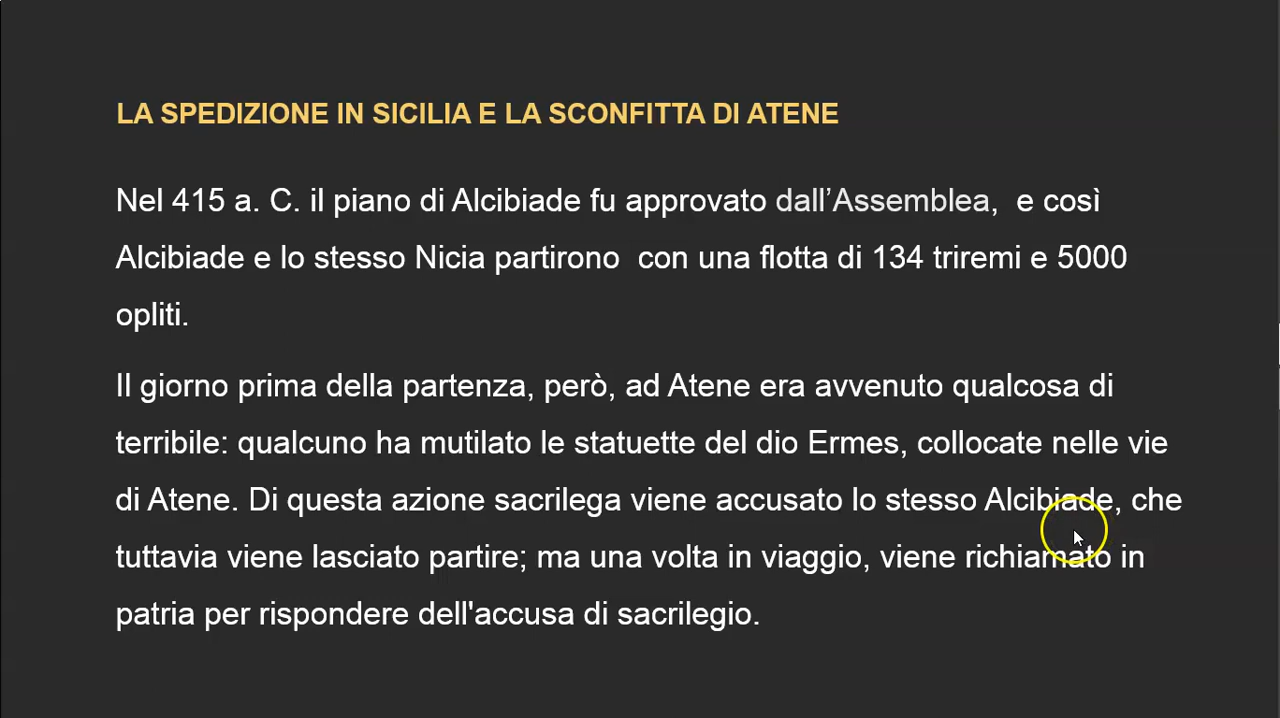 LA SPEDIZIONE IN SICILIA E LA SCONFITTA DI ATENE
Nel 415 a. C. il piano di Alcibiade fu approvato dall’Assemblea,  e così
Alcibiade e lo stesso Nicia partirono  con una flotta di 134 triremi e 5000
opliti.
Il giorno prima della partenza, però, ad Atene era avvenuto qualcosa di
terribile: qualcuno ha mutilato le statuette del dio Ermes, collocate nelle vie
di Atene. Di questa azione sacrilega viene accusato lo stesso Alcibiade, che
tuttavia viene lasciato partire; ma una volta in viaggio, viene richiamato in
patria per rispondere dell'accusa di sacrilegio.